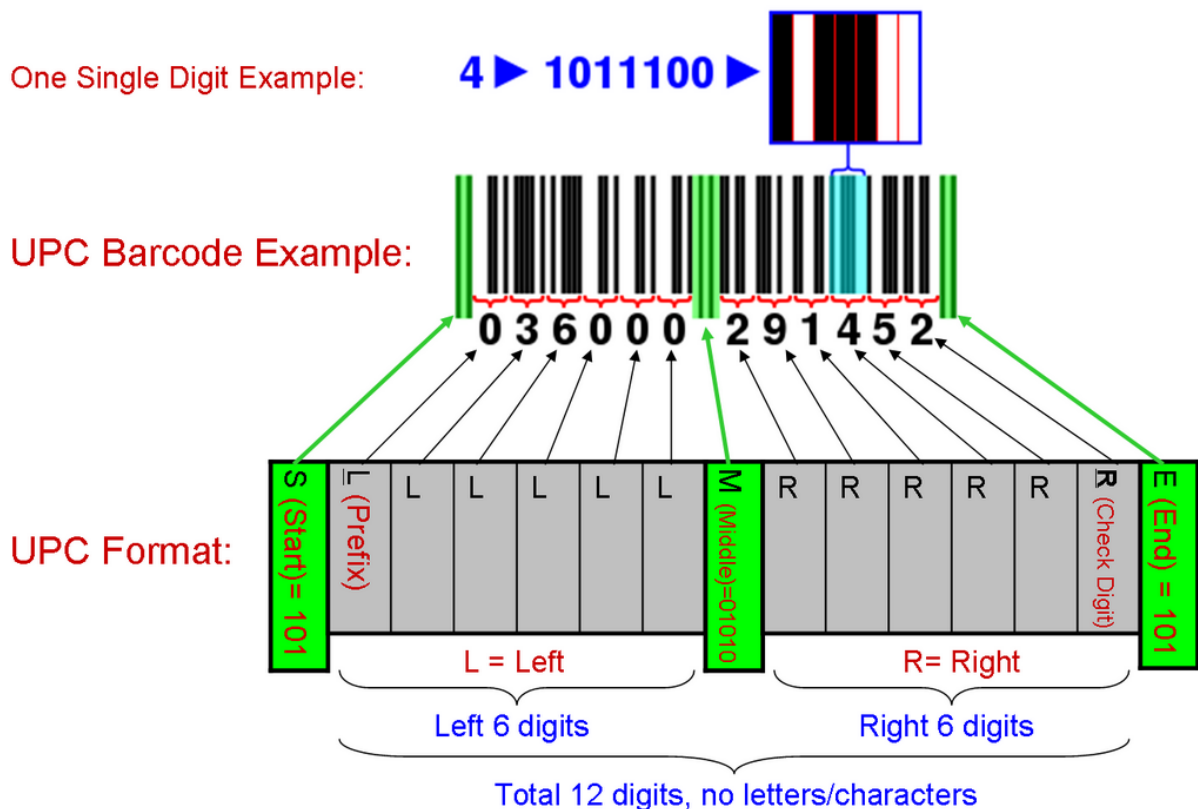 One Single Digit Example:
4 ► 1011100 ►
UPC Barcode Example:
0 3 6 0 0 0 2 9 1 4 5 2
UPC Format:
S (Start)= 101
L (Prefix)
L
L
L
L
L
M (Middle)=01010
R
R
R
R
R
R (Check Digit)
E (End) = 101
L = Left
R= Right
Left 6 digits
Right 6 digits
Total 12 digits, no letters/characters